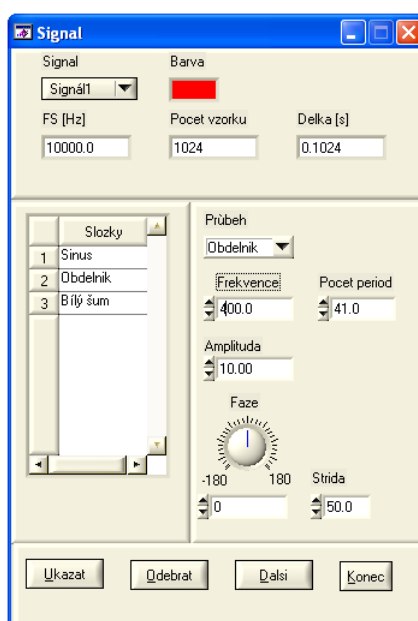 Signal
Signal Barva
Signál1
FS [Hz] Pocet vzorku Delka [s]
10000.0 1024 0.1024
Slozky
1 Sinus
2 Obdelnik
3 Bílý šum
Průbeh
Obdelnik
Frekvence Pocet period
400.0 41.0
Amplituda
10.00
Faze
-180 180 Strida
0 50.0
Ukazat Odebrat Dalsi Konec